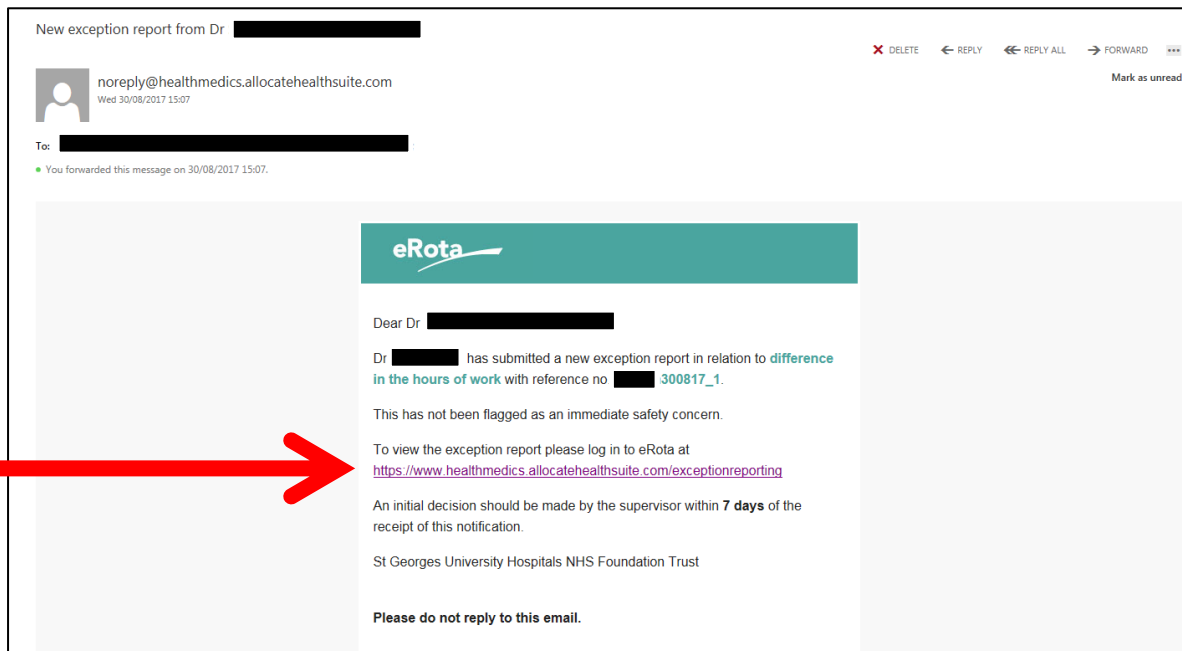 New exception report from Dr
DELETE REPLY REPLY ALL FORWARD ...
Mark as unread
noreply@healthmedics.allocatehealthsuite.com
Wed 30/08/2017 15:07
To:
You forwarded this message on 30/08/2017 15:07.
eRota
Dear Dr
Dr has submitted a new exception report in relation to difference
in the hours of work with reference no 300817_1.
This has not been flagged as an immediate safety concern.
To view the exception report please log in to eRota at
https://www.healthmedics.allocatehealthsuite.com/exceptionreporting
An initial decision should be made by the supervisor within 7 days of the
receipt of this notification.
St Georges University Hospitals NHS Foundation Trust
Please do not reply to this email.